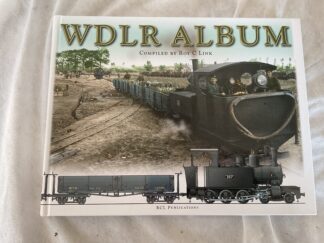 WDLR ALBUM
Compiled by Roy C Link
RCL Publications